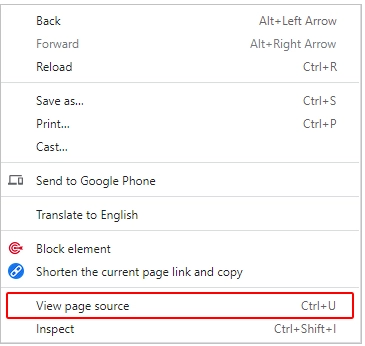 Back Alt+Left Arrow
Forward Alt+Right Arrow
Reload Ctrl+R
Save as... Ctrl+S
Print... Ctrl+P
Cast...
Send to Google Phone
Translate to English
Block element
Shorten the current page link and copy
View page source Ctrl+U
Inspect Ctrl+Shift+I